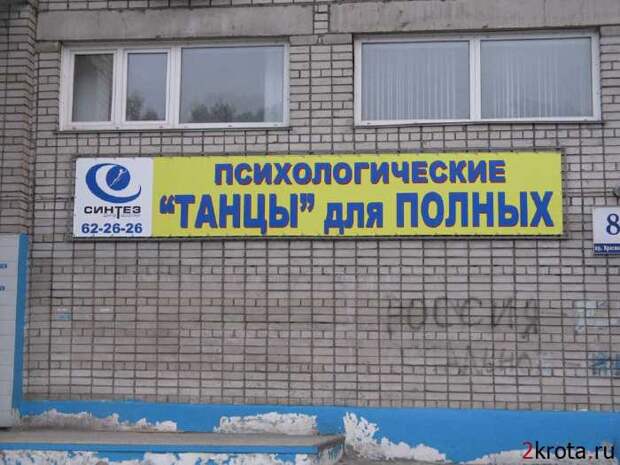 ПСИХОЛОГИЧЕСКИЕ
"ТАНЦЫ" для ПОЛНЫХ
СИНТЕЗ
62-26-26
8
РОССИЯ
2krota.ru